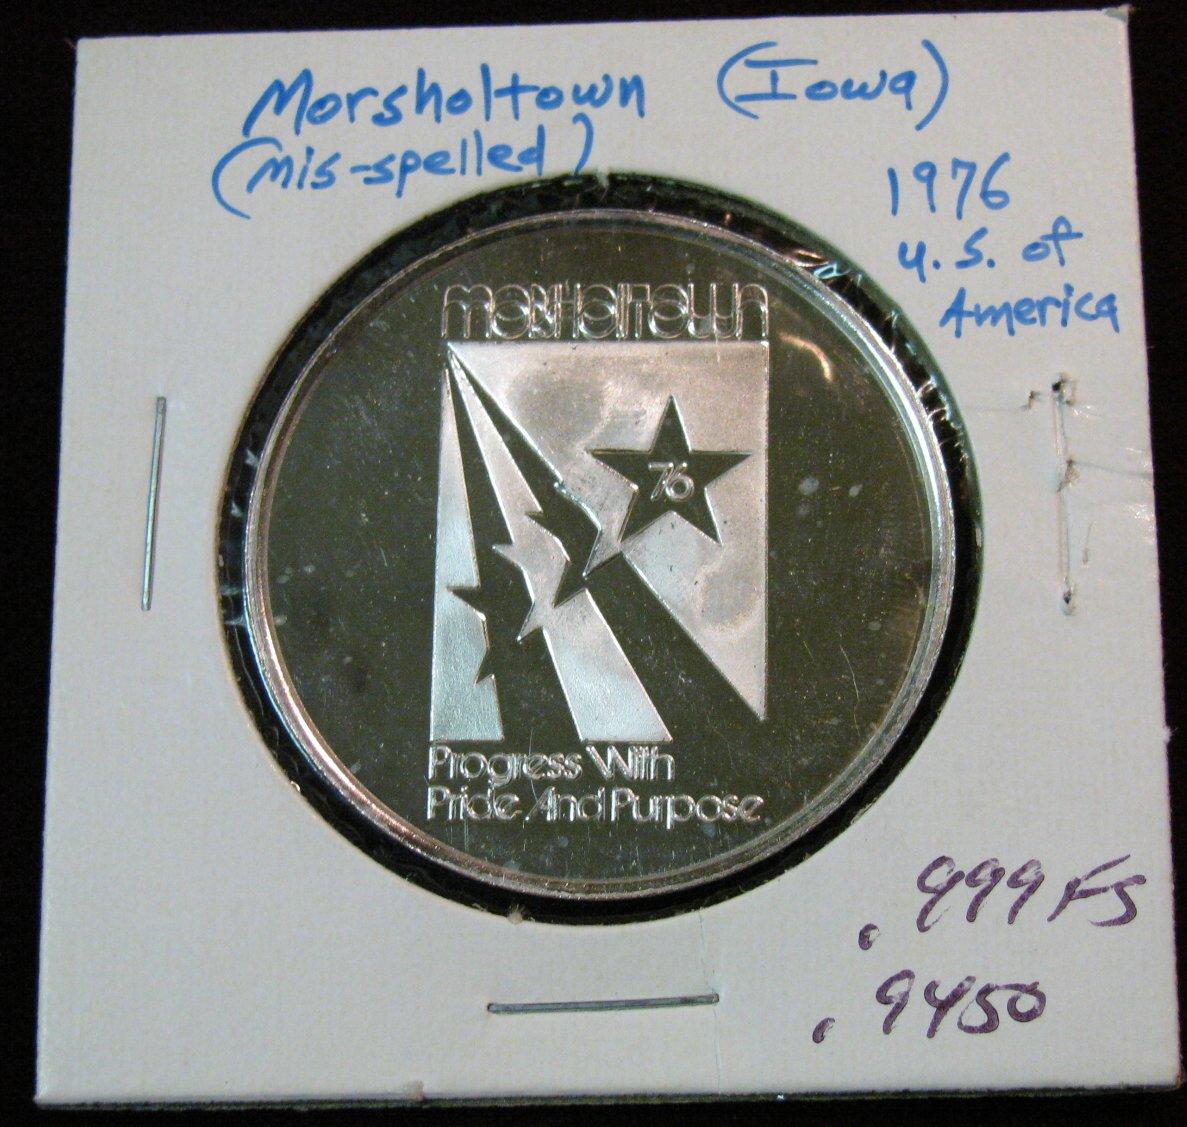 Morsholtown (Iowa)
(mis-spelled)
1976
U.S. of
America
MORSHOLTOWN
76
Progress With
Pride And Purpose
.999 FS
.9450